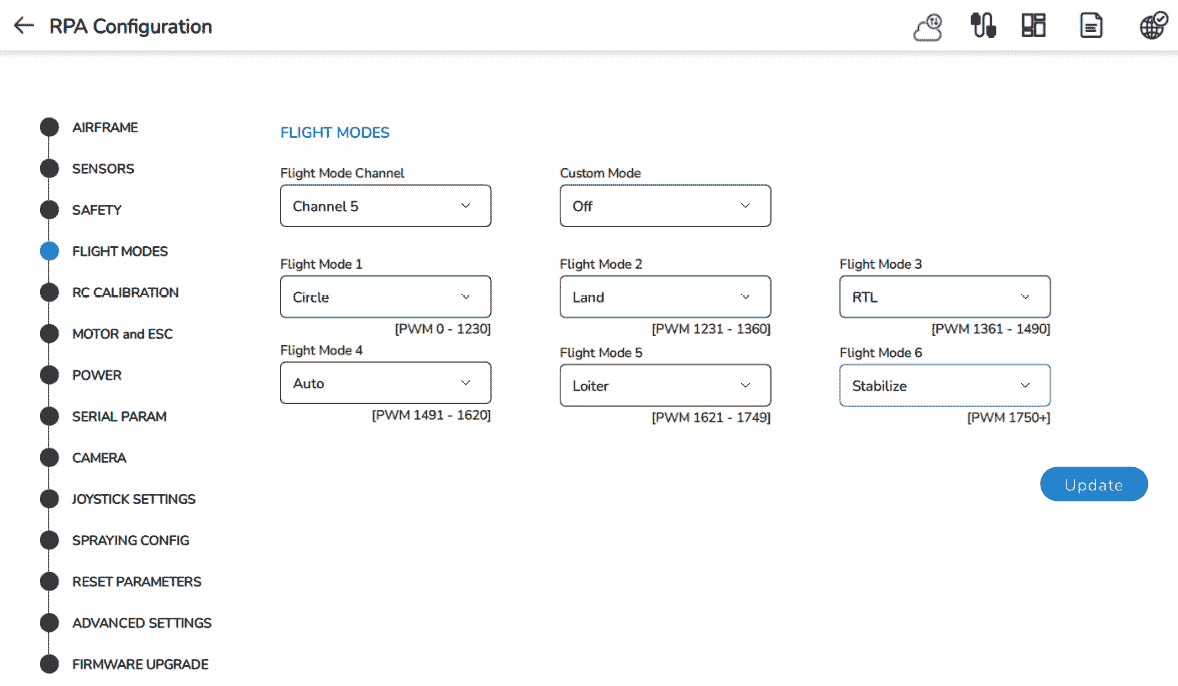 RPA Configuration
AIRFRAME
SENSORS
SAFETY
FLIGHT MODES
RC CALIBRATION
MOTOR and ESC
POWER
SERIAL PARAM
CAMERA
JOYSTICK SETTINGS
SPRAYING CONFIG
RESET PARAMETERS
ADVANCED SETTINGS
FIRMWARE UPGRADE
FLIGHT MODES
Flight Mode Channel
Channel 5
Custom Mode
Off
Flight Mode 1
Circle
[PWM 0 - 1230]
Flight Mode 2
Land
[PWM 1231 - 1360]
Flight Mode 3
RTL
[PWM 1361 - 1490]
Flight Mode 4
Auto
[PWM 1491 - 1620]
Flight Mode 5
Loiter
[PWM 1621 - 1749]
Flight Mode 6
Stabilize
[PWM 1750+]
Update